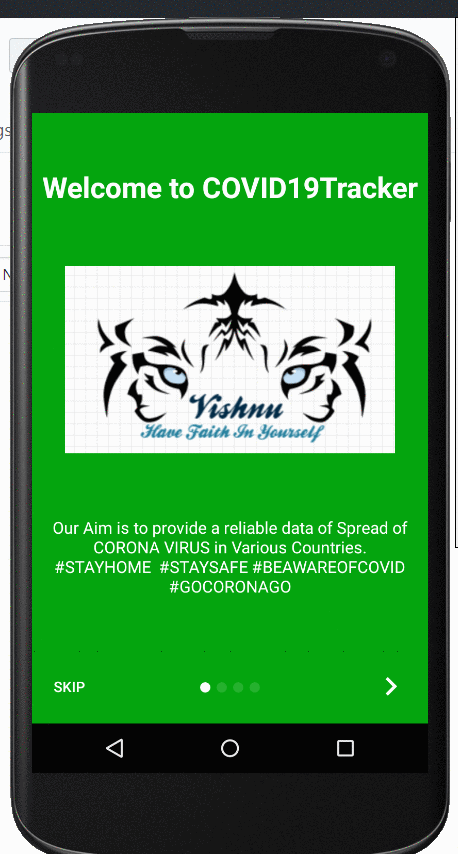 Welcome to COVID19Tracker
Vishnu
Have Faith In Yourself
Our Aim is to provide a reliable data of Spread of
CORONA VIRUS in Various Countries.
#STAYHOME  #STAYSAFE #BEAWAREOFCOVID
#GOCORONAGO
SKIP